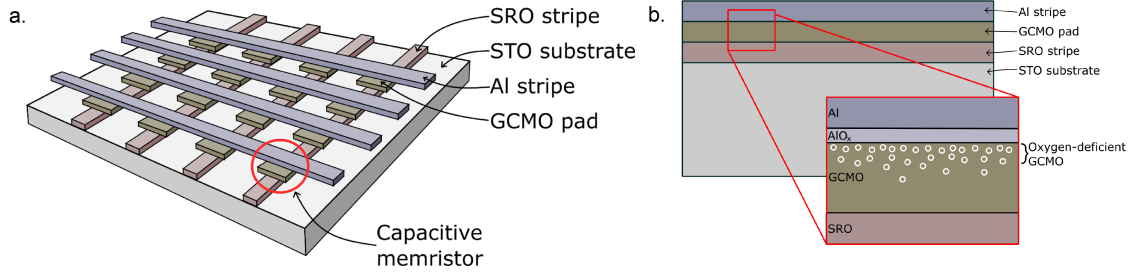 a.
SRO stripe
STO substrate
Al stripe
GCMO pad
Capacitive
memristor
b.
Al stripe
GCMO pad
SRO stripe
STO substrate
Al
AlOₓ
Oxygen-deficient
GCMO
GCMO
SRO